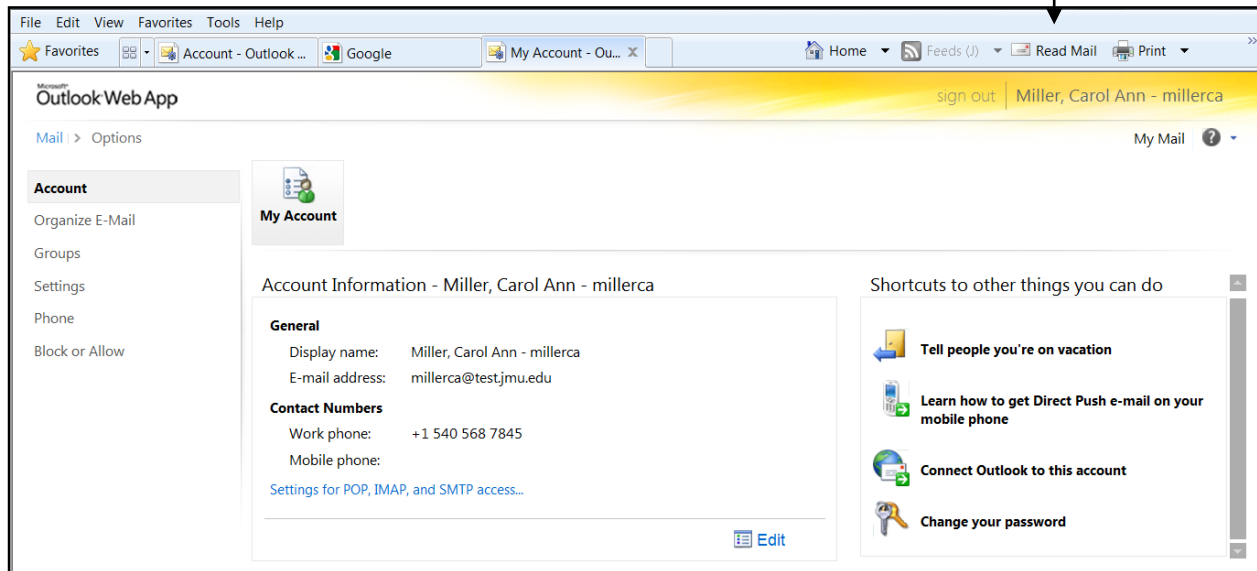 File Edit View Favorites Tools Help
Favorites Account - Outlook ... Google My Account - Ou... X Home Feeds (J) Read Mail Print »
Microsoft®
Outlook Web App sign out Miller, Carol Ann - millerca
Mail > Options My Mail ?
Account
Organize E-Mail
Groups
Settings
Phone
Block or Allow
My Account
Account Information - Miller, Carol Ann - millerca
General
Display name: Miller, Carol Ann - millerca
E-mail address: millerca@test.jmu.edu
Contact Numbers
Work phone: +1 540 568 7845
Mobile phone:
Settings for POP, IMAP, and SMTP access...
Edit
Shortcuts to other things you can do
Tell people you're on vacation
Learn how to get Direct Push e-mail on your
mobile phone
Connect Outlook to this account
Change your password